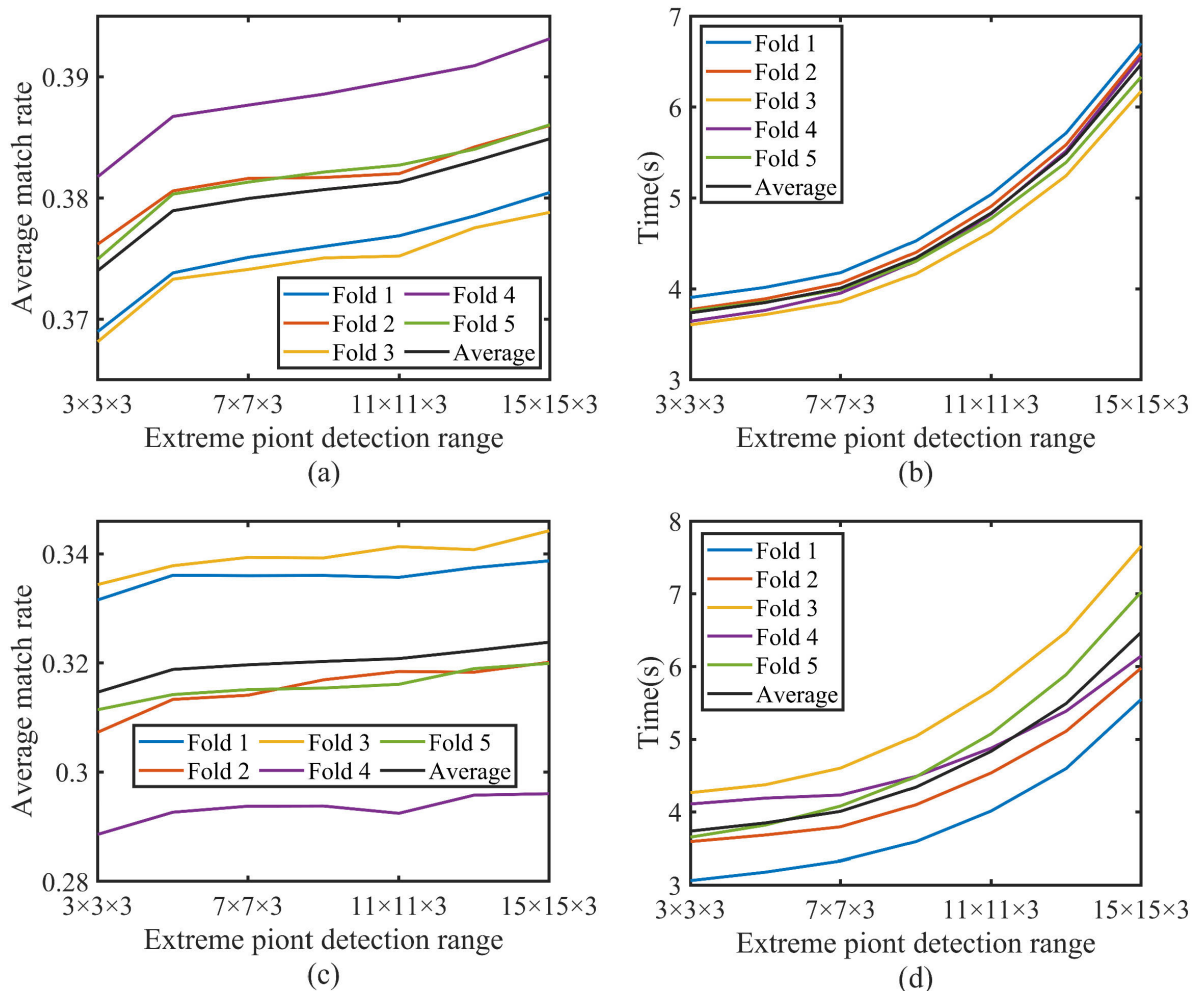 Average match rate
0.39
0.38
0.37
3×3×3 7×7×3 11×11×3 15×15×3
Extreme piont detection range
(a)
Fold 1 Fold 4
Fold 2 Fold 5
Fold 3 Average
Time(s)
7
6
5
4
3
Fold 1
Fold 2
Fold 3
Fold 4
Fold 5
Average
3×3×3 7×7×3 11×11×3 15×15×3
Extreme piont detection range
(b)
Average match rate
0.34
0.32
0.3
0.28
Fold 1 Fold 3 Fold 5
Fold 2 Fold 4 Average
3×3×3 7×7×3 11×11×3 15×15×3
Extreme piont detection range
(c)
Time(s)
8
7
6
5
4
3
Fold 1
Fold 2
Fold 3
Fold 4
Fold 5
Average
3×3×3 7×7×3 11×11×3 15×15×3
Extreme piont detection range
(d)